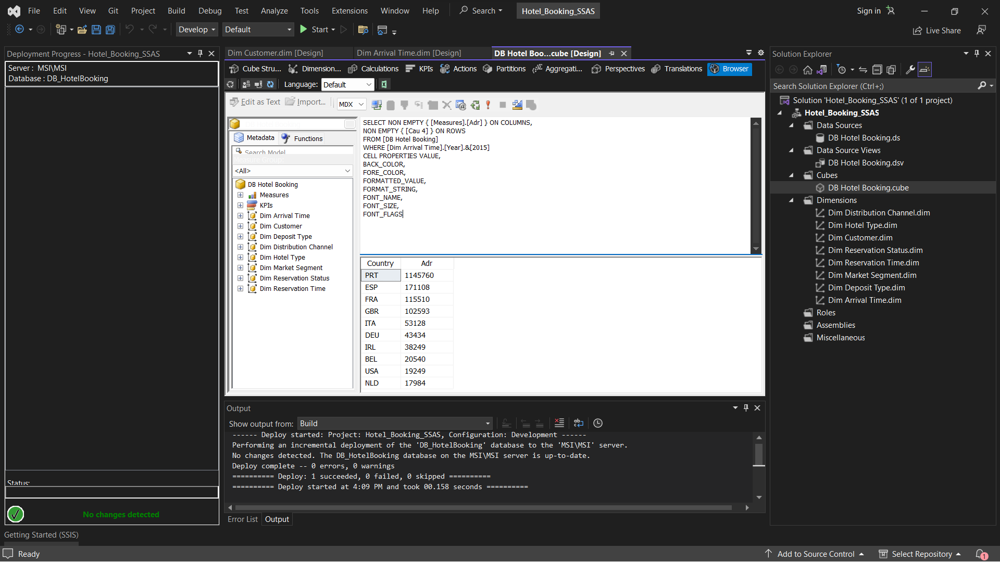 File Edit View Git Project Build Debug Test Analyze Tools Extensions Window Help Search Hotel_Booking_SSAS Sign in
Develop Default Start Live Share
Deployment Progress - Hotel_Booking_SSAS
Server : MSI\MSI
Database : DB_HotelBooking
Status:
No changes detected
Getting Started (SSIS)
Dim Customer.dim [Design] Dim Arrival Time.dim [Design] DB Hotel Boo...cube [Design]
Cube Stru... Dimension... Calculations KPIs Actions Partitions Aggregati... Perspectives Translations Browser
Language: Default
Edit as Text Import... MDX
Metadata Functions
Search Model
Measure Group:
<All>
DB Hotel Booking
Measures
KPIs
Dim Arrival Time
Dim Customer
Dim Deposit Type
Dim Distribution Channel
Dim Hotel Type
Dim Market Segment
Dim Reservation Status
Dim Reservation Time
SELECT NON EMPTY { [Measures].[Adr] } ON COLUMNS,
NON EMPTY { [Cau 4] } ON ROWS
FROM [DB Hotel Booking]
WHERE [Dim Arrival Time].[Year].&[2015]
CELL PROPERTIES VALUE,
BACK_COLOR,
FORE_COLOR,
FORMATTED_VALUE,
FORMAT_STRING,
FONT_NAME,
FONT_SIZE,
FONT_FLAGS
Country Adr
PRT 1145760
ESP 171108
FRA 115510
GBR 102593
ITA 53128
DEU 43434
IRL 38249
BEL 20540
USA 19249
NLD 17984
Output
Show output from: Build
------ Deploy started: Project: Hotel_Booking_SSAS, Configuration: Development ------
Performing an incremental deployment of the 'DB_HotelBooking' database to the 'MSI\MSI' server.
No changes detected. The DB_HotelBooking database on the MSI\MSI server is up-to-date.
Deploy complete -- 0 errors, 0 warnings
========== Deploy: 1 succeeded, 0 failed, 0 skipped ==========
========== Deploy started at 4:09 PM and took 00.158 seconds ==========
Error List Output
Solution Explorer
Search Solution Explorer (Ctrl+;)
Solution 'Hotel_Booking_SSAS' (1 of 1 project)
Hotel_Booking_SSAS
Data Sources
DB Hotel Booking.ds
Data Source Views
DB Hotel Booking.dsv
Cubes
DB Hotel Booking.cube
Dimensions
Dim Distribution Channel.dim
Dim Hotel Type.dim
Dim Customer.dim
Dim Reservation Status.dim
Dim Reservation Time.dim
Dim Market Segment.dim
Dim Deposit Type.dim
Dim Arrival Time.dim
Roles
Assemblies
Miscellaneous
Ready Add to Source Control Select Repository 1